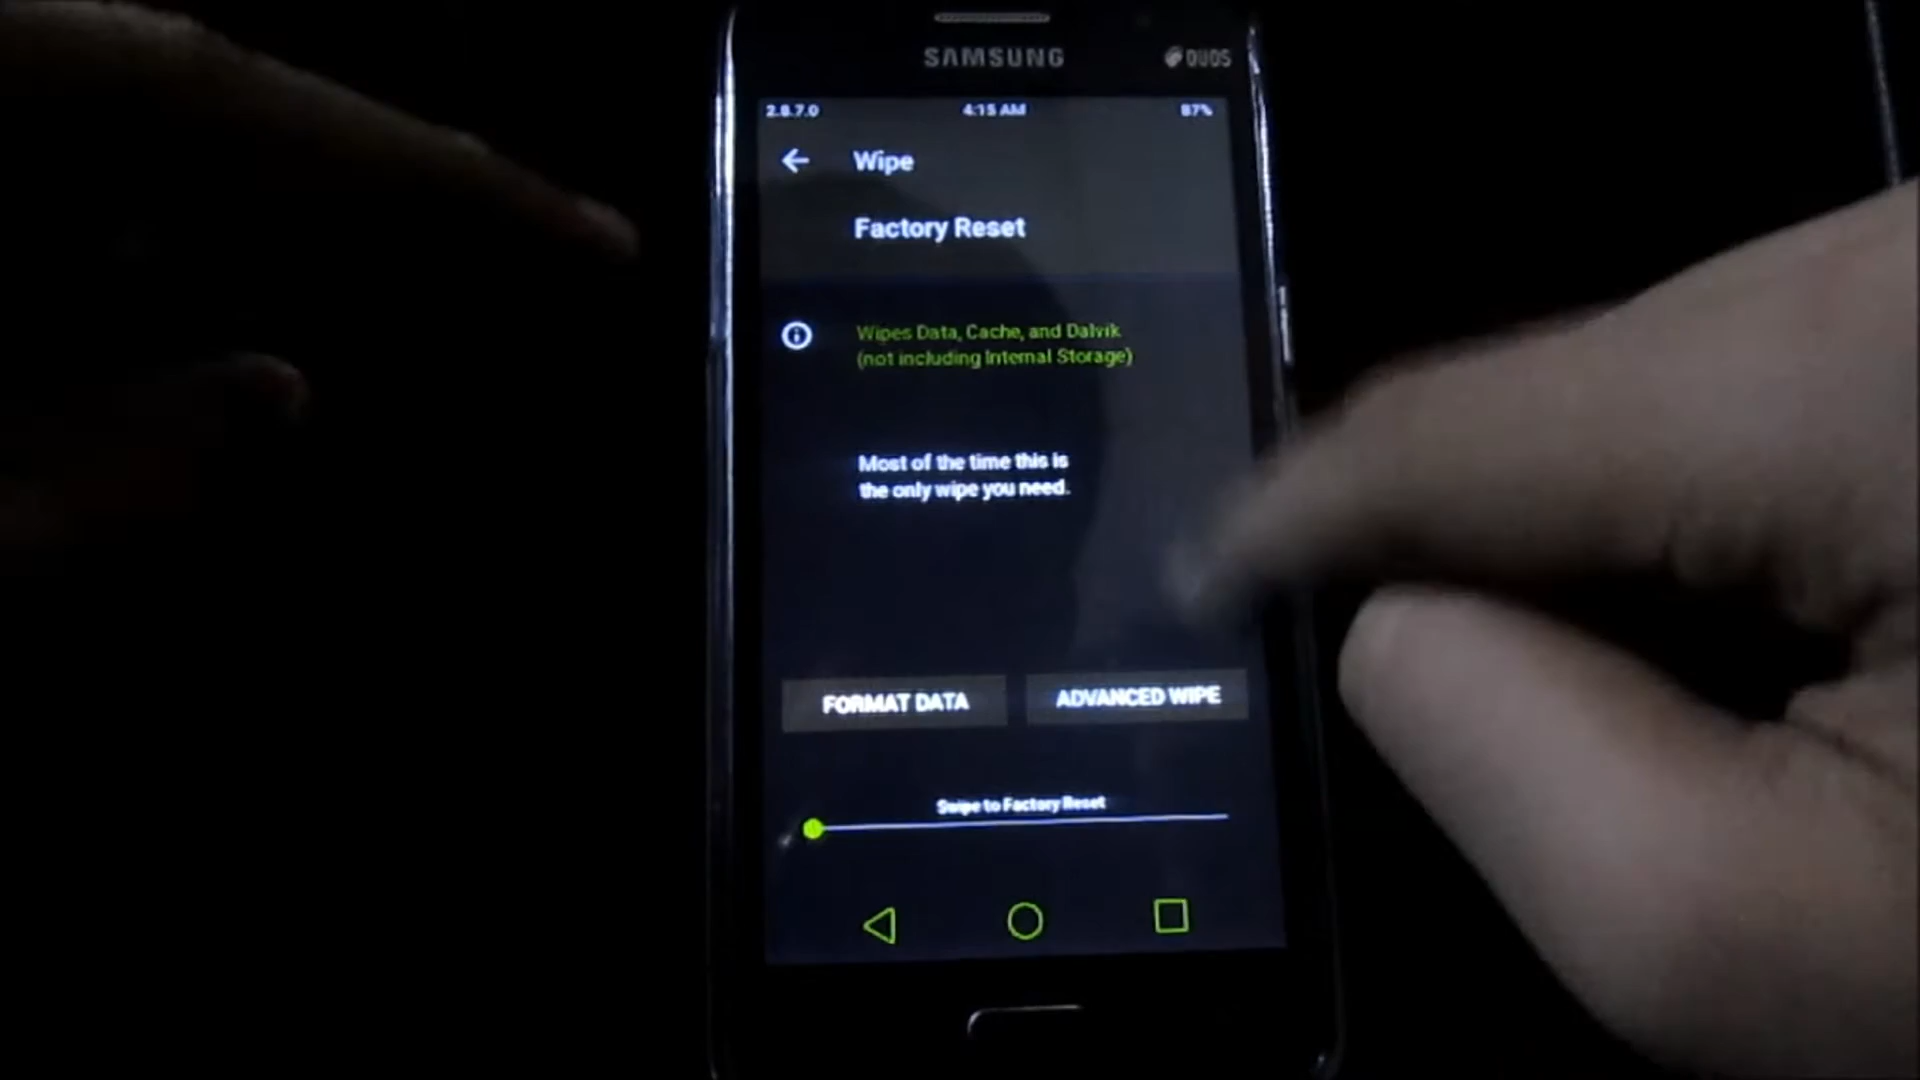 SAMSUNG DUOS
2.8.7.0 4:15 AM 87%
Wipe
Factory Reset
Wipes Data, Cache, and Dalvik
(not including Internal Storage)
Most of the time this is
the only wipe you need.
FORMAT DATA ADVANCED WIPE
Swipe to Factory Reset